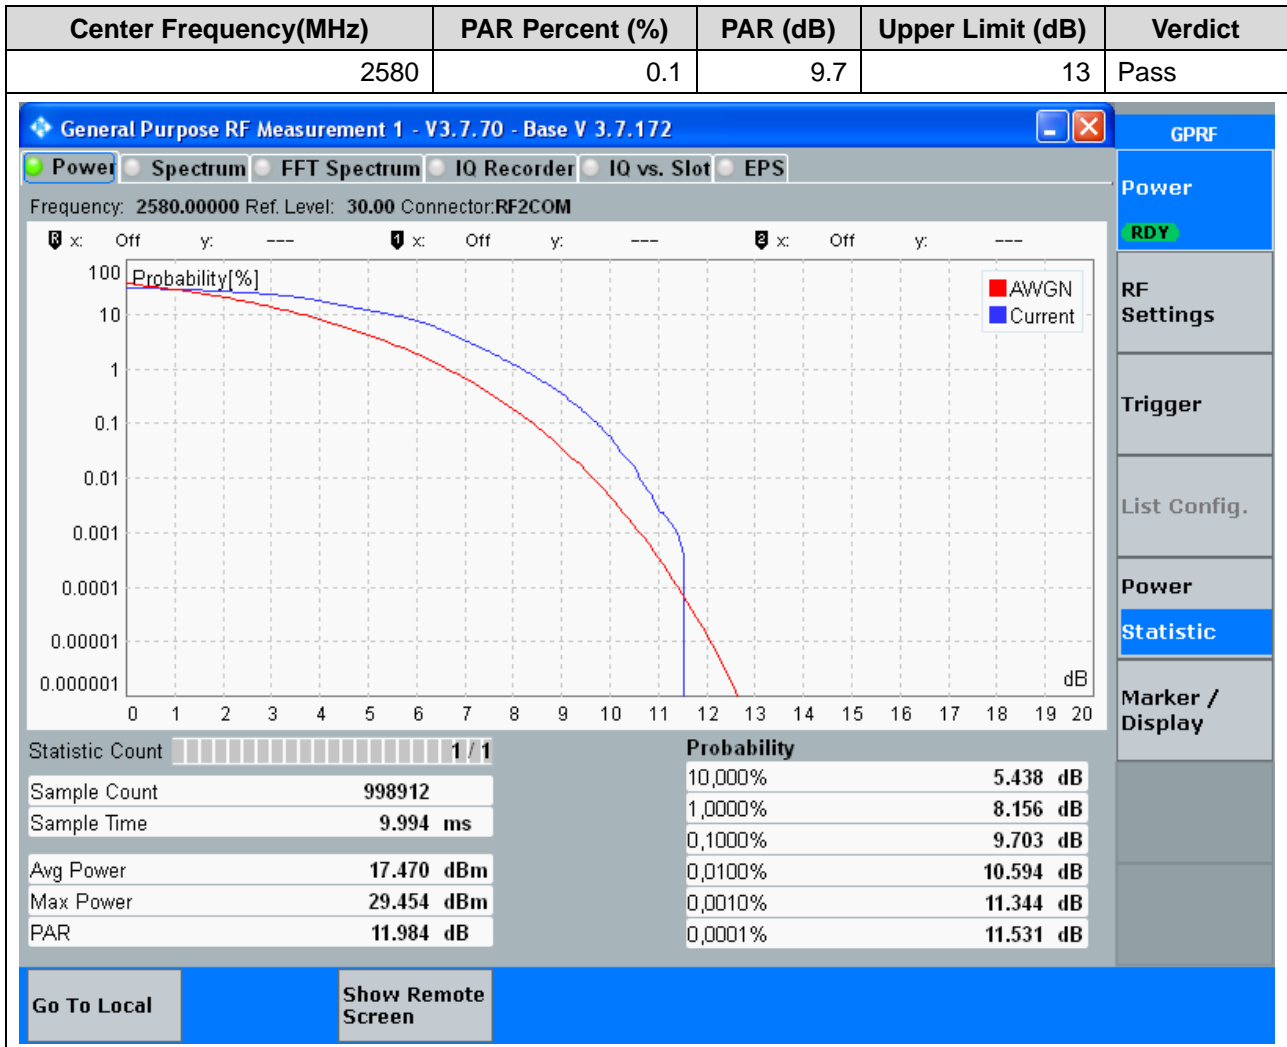 Center Frequency(MHz) PAR Percent (%) PAR (dB) Upper Limit (dB) Verdict
2580 0.1 9.7 13 Pass
General Purpose RF Measurement 1 - V3.7.70 - Base V 3.7.172
GPRF
Power Spectrum FFT Spectrum IQ Recorder IQ vs. Slot EPS
Power
RDY
Frequency: 2580.00000 Ref. Level: 30.00 Connector:RF2COM
R x: Off y: --- 1 x: Off y: --- 2 x: Off y: ---
100 Probability[%]
AWGN
Current
10
1
0.1
0.01
0.001
0.0001
0.00001
0.000001
dB
0 1 2 3 4 5 6 7 8 9 10 11 12 13 14 15 16 17 18 19 20
RF
Settings
Trigger
List Config.
Power
Statistic
Marker /
Display
Statistic Count 1 / 1
Sample Count 998912
Sample Time 9.994 ms
Avg Power 17.470 dBm
Max Power 29.454 dBm
PAR 11.984 dB
Probability
10,000% 5.438 dB
1,0000% 8.156 dB
0,1000% 9.703 dB
0,0100% 10.594 dB
0,0010% 11.344 dB
0,0001% 11.531 dB
Go To Local
Show Remote
Screen